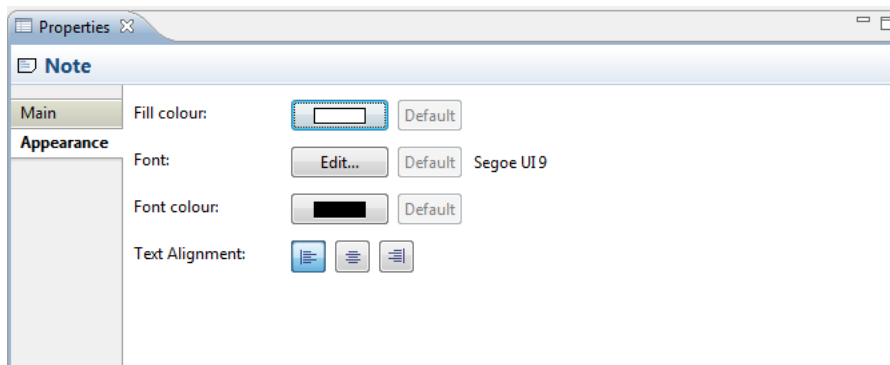 Properties
Note
Main
Fill colour: Default
Appearance
Font: Edit... Default Segoe UI 9
Font colour: Default
Text Alignment: